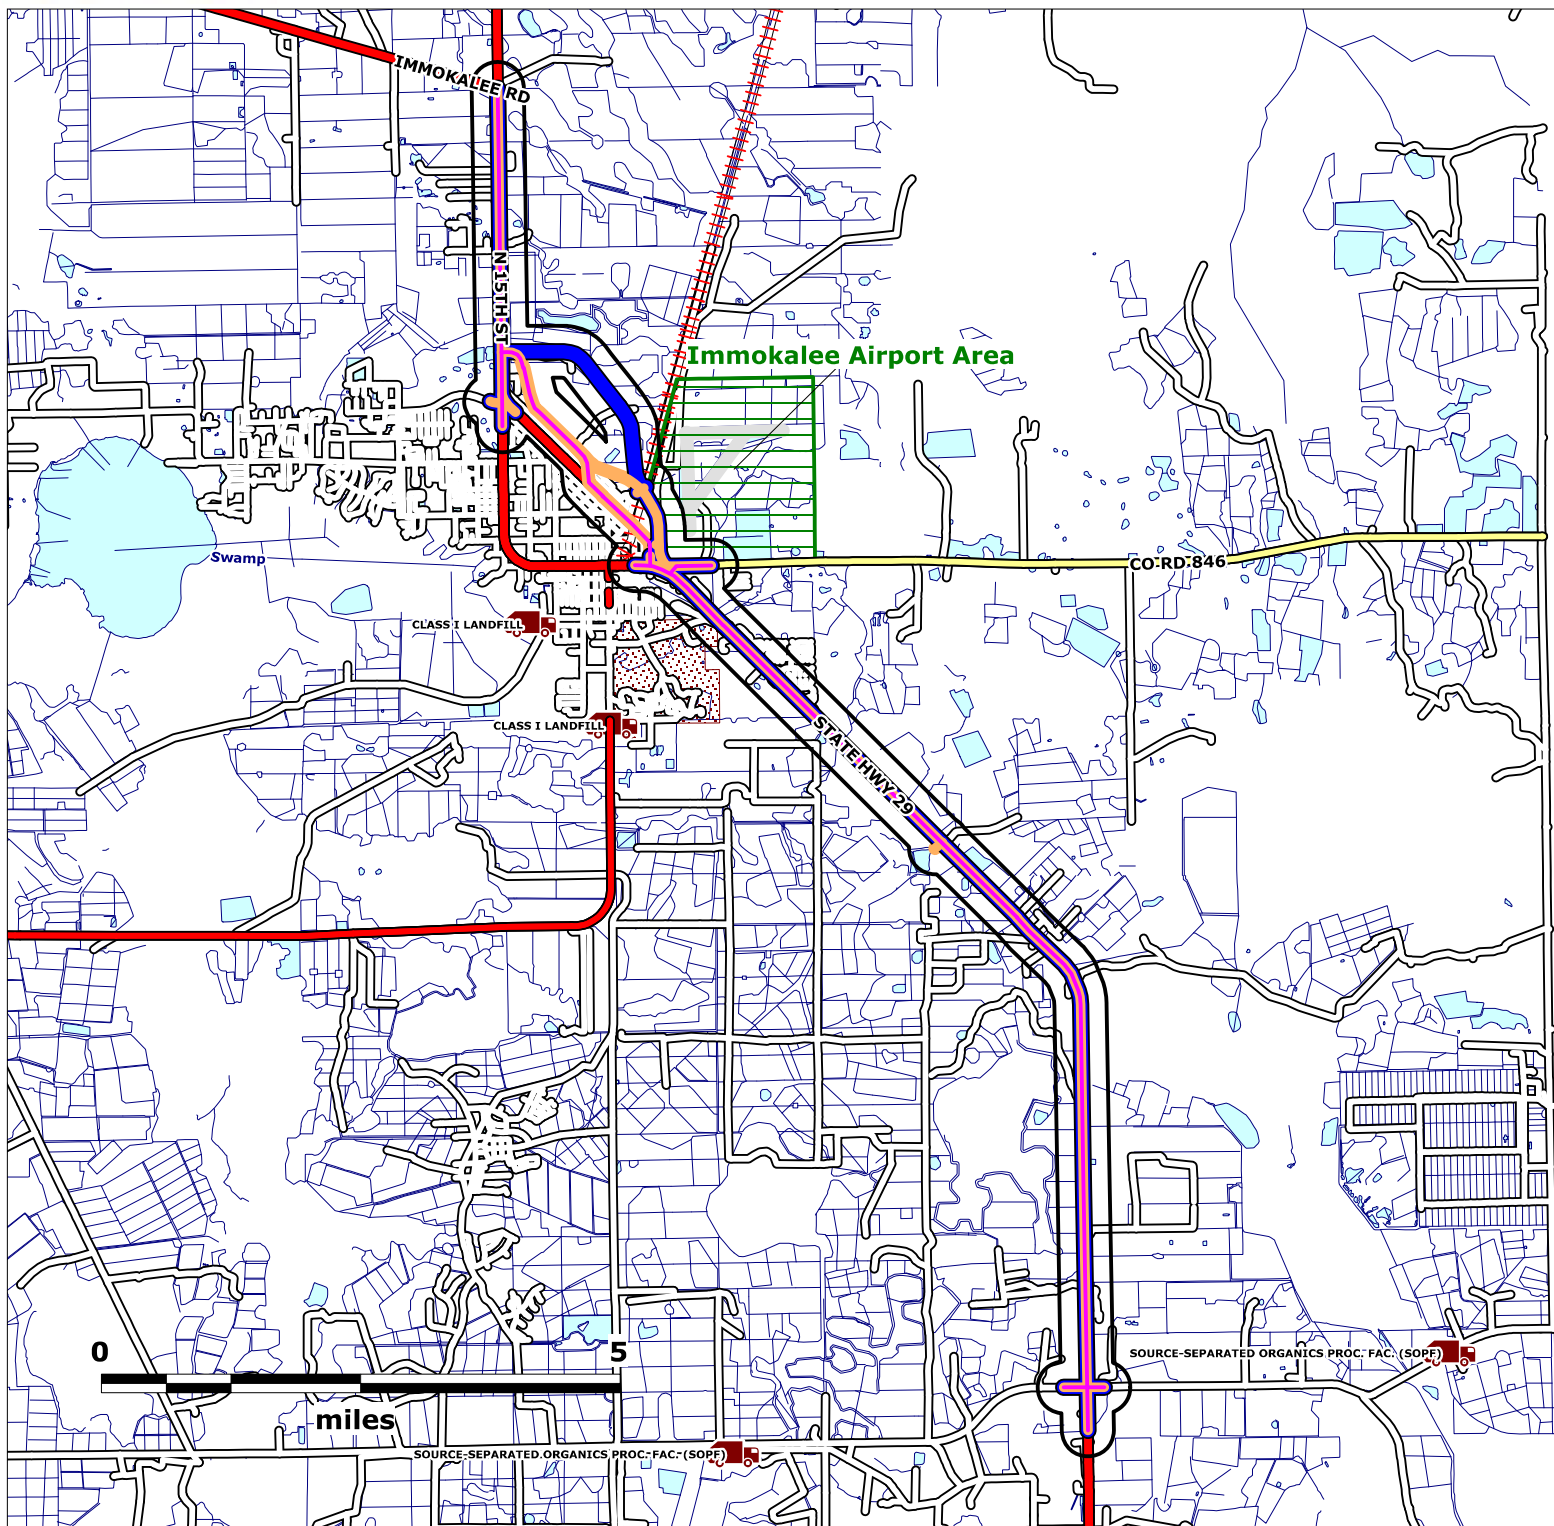 IMMOKALEE RD
N 15TH ST
Immokalee Airport Area
Swamp
CO RD 846
CLASS I LANDFILL
CLASS I LANDFILL
STATE HWY 29
0
5
SOURCE-SEPARATED ORGANICS PROC. FAC. (SOPF)
miles
SOURCE-SEPARATED ORGANICS PROC. FAC. (SOPF)